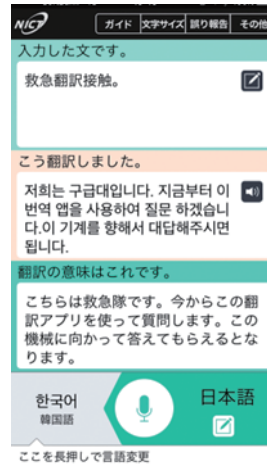 NICT
ガイド 文字サイズ 誤り報告 その他
入力した文です。
救急翻訳接触。
こう翻訳しました。
저희는 구급대입니다. 지금부터 이
번역 앱을 사용하여 질문 하겠습니
다.이 기계를 향해서 대답해주시면
됩니다.
翻訳の意味はこれです。
こちらは救急隊です。今からこの翻
訳アプリを使って質問します。この
機械に向かって答えてもらえるとな
ります。
한국어
韓国語
日本語
ここを長押しで言語変更